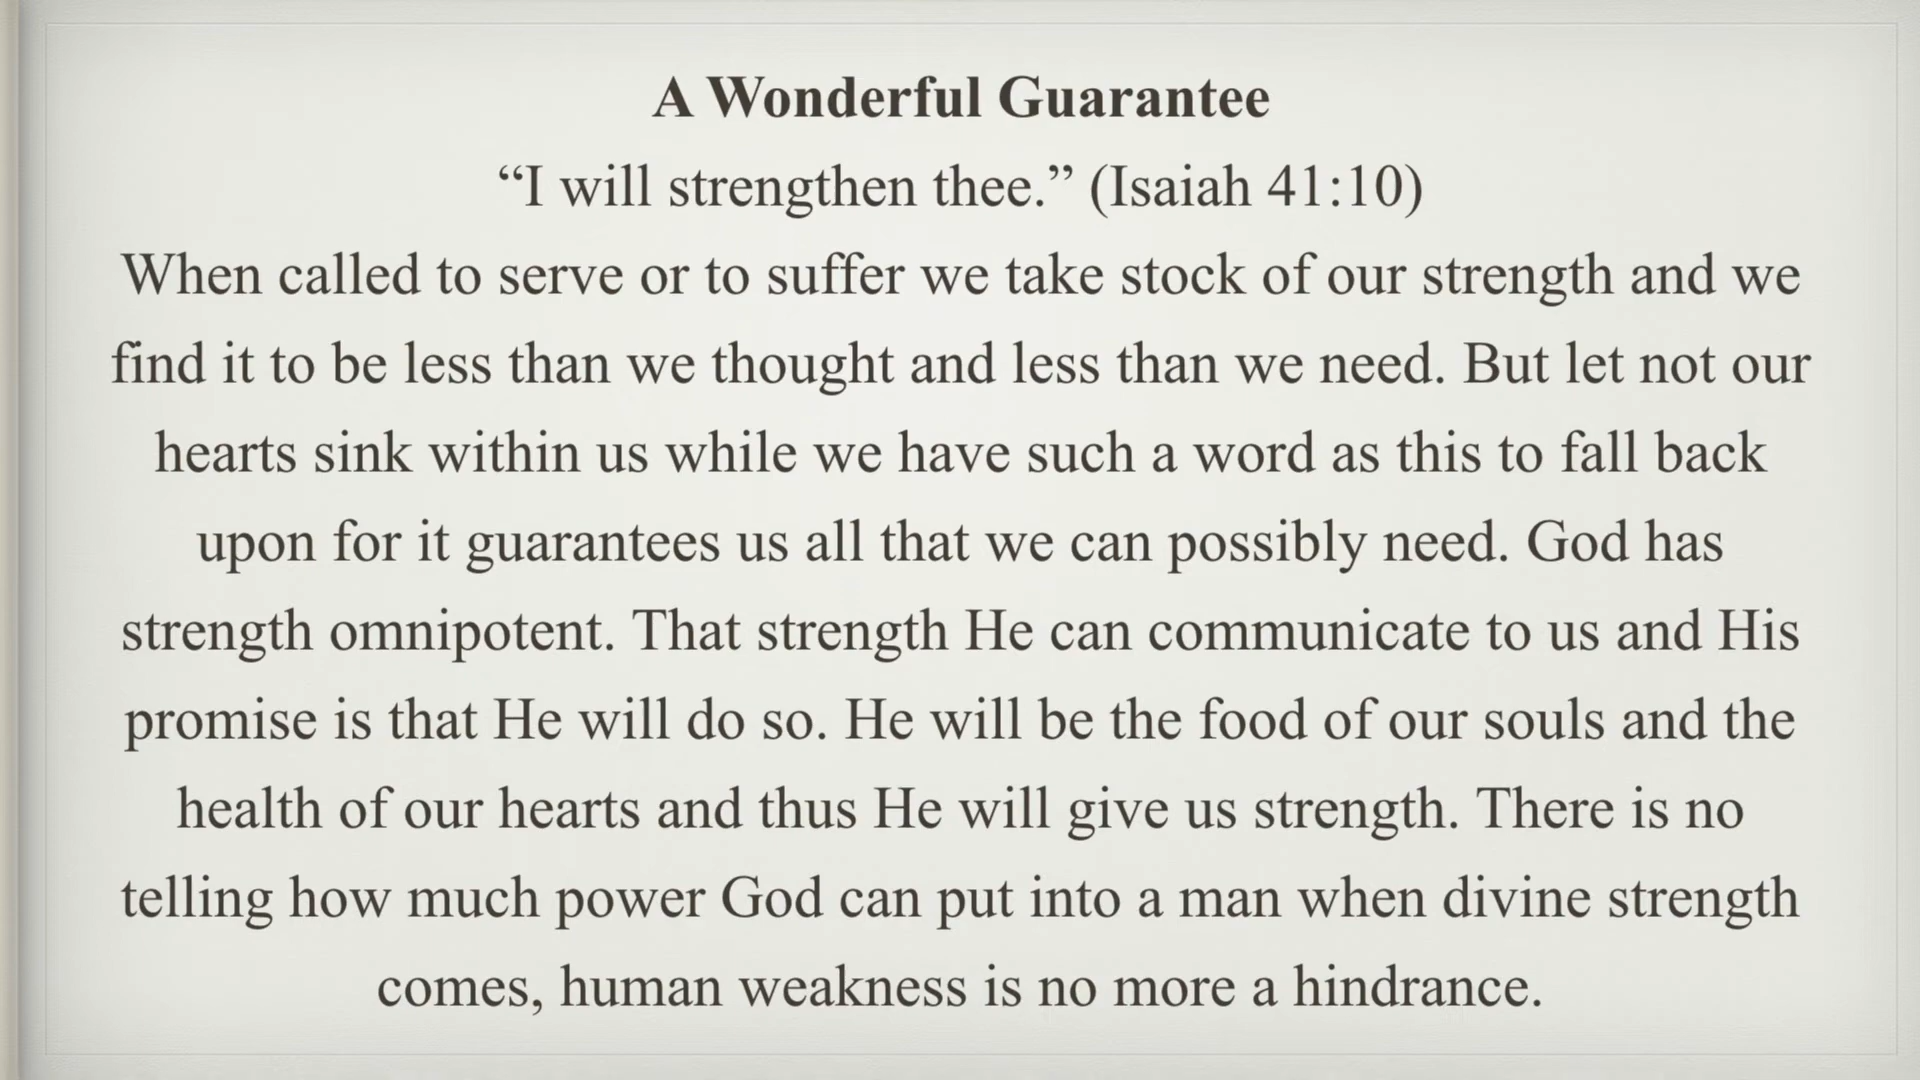 A Wonderful Guarantee
“I will strengthen thee.” (Isaiah 41:10)
When called to serve or to suffer we take stock of our strength and we
find it to be less than we thought and less than we need. But let not our
hearts sink within us while we have such a word as this to fall back
upon for it guarantees us all that we can possibly need. God has
strength omnipotent. That strength He can communicate to us and His
promise is that He will do so. He will be the food of our souls and the
health of our hearts and thus He will give us strength. There is no
telling how much power God can put into a man when divine strength
comes, human weakness is no more a hindrance.